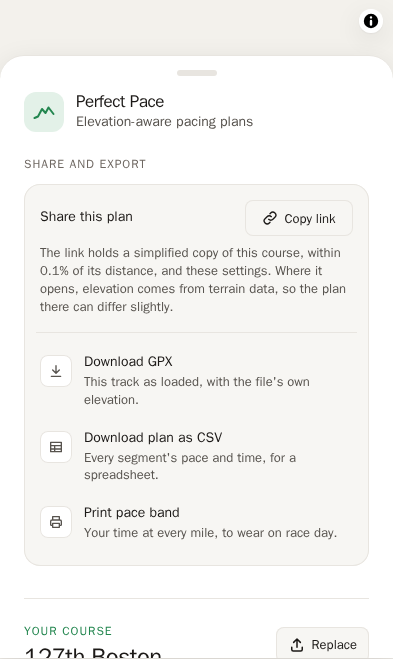 Perfect Pace
Elevation-aware pacing plans
SHARE AND EXPORT
Share this plan
Copy link
The link holds a simplified copy of this course, within
0.1% of its distance, and these settings. Where it
opens, elevation comes from terrain data, so the plan
there can differ slightly.
Download GPX
This track as loaded, with the file's own
elevation.
Download plan as CSV
Every segment's pace and time, for a
spreadsheet.
Print pace band
Your time at every mile, to wear on race day.
YOUR COURSE
127th Boston
Replace